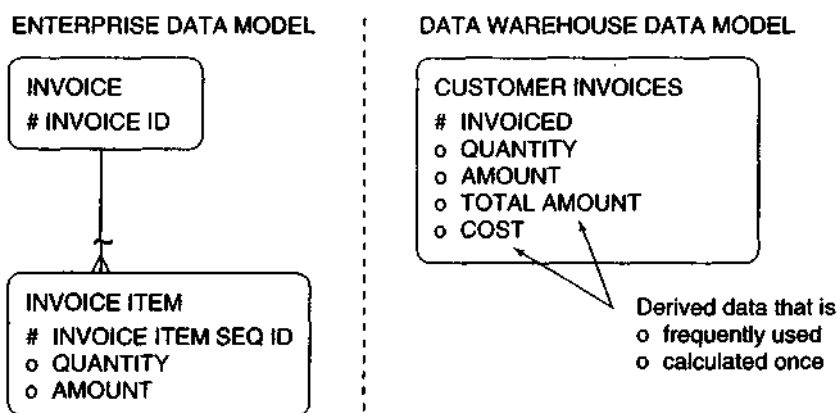 ENTERPRISE DATA MODEL
INVOICE
# INVOICE ID
INVOICE ITEM
# INVOICE ITEM SEQ ID
o QUANTITY
o AMOUNT
DATA WAREHOUSE DATA MODEL
CUSTOMER INVOICES
# INVOICED
o QUANTITY
o AMOUNT
o TOTAL AMOUNT
o COST
Derived data that is
o frequently used
o calculated once